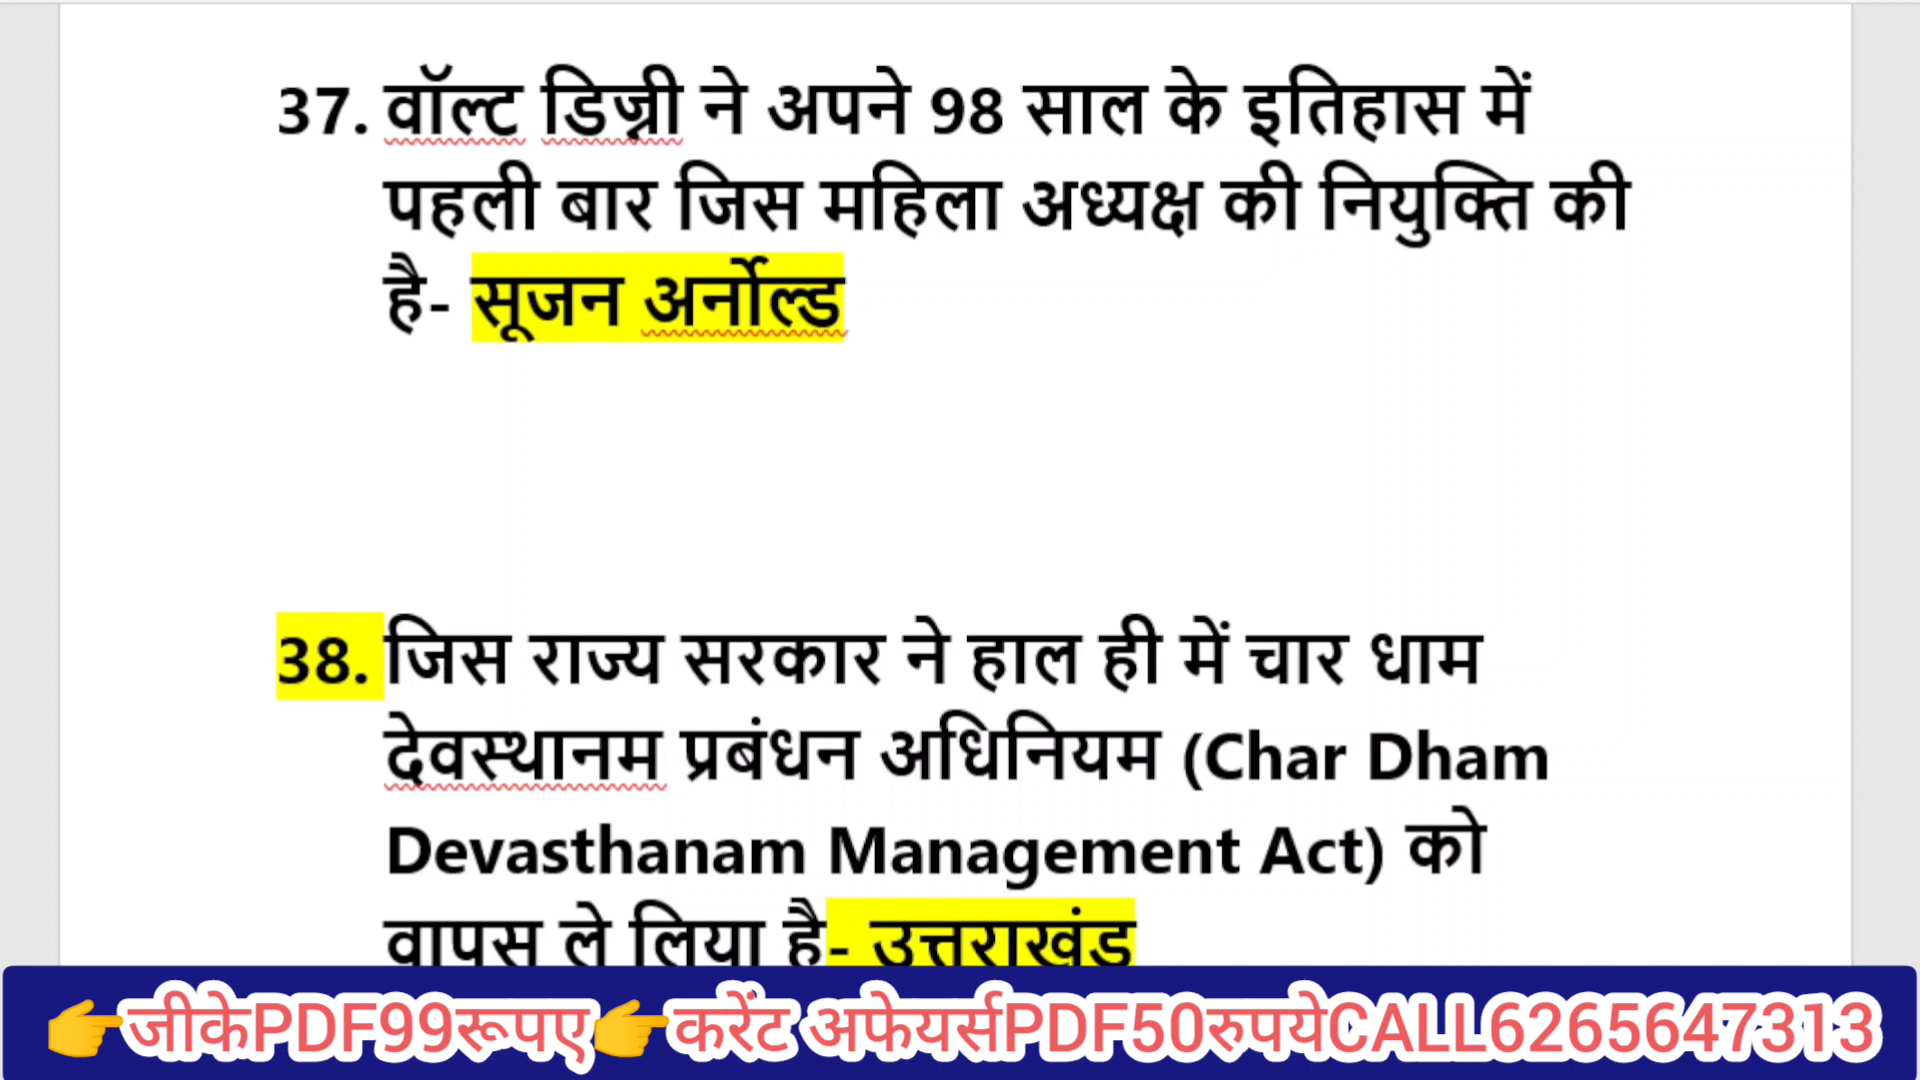 37. वॉल्ट डिज़्नी ने अपने 98 साल के इतिहास में
पहली बार जिस महिला अध्यक्ष की नियुक्ति की
है- सूजन अर्नोल्ड
38. जिस राज्य सरकार ने हाल ही में चार धाम
देवस्थानम प्रबंधन अधिनियम (Char Dham
Devasthanam Management Act) को
वापस ले लिया है- उत्तराखंड
👉जीकेPDF99रूपए👉करेंट अफेयर्सPDF50रुपयेCALL6265647313